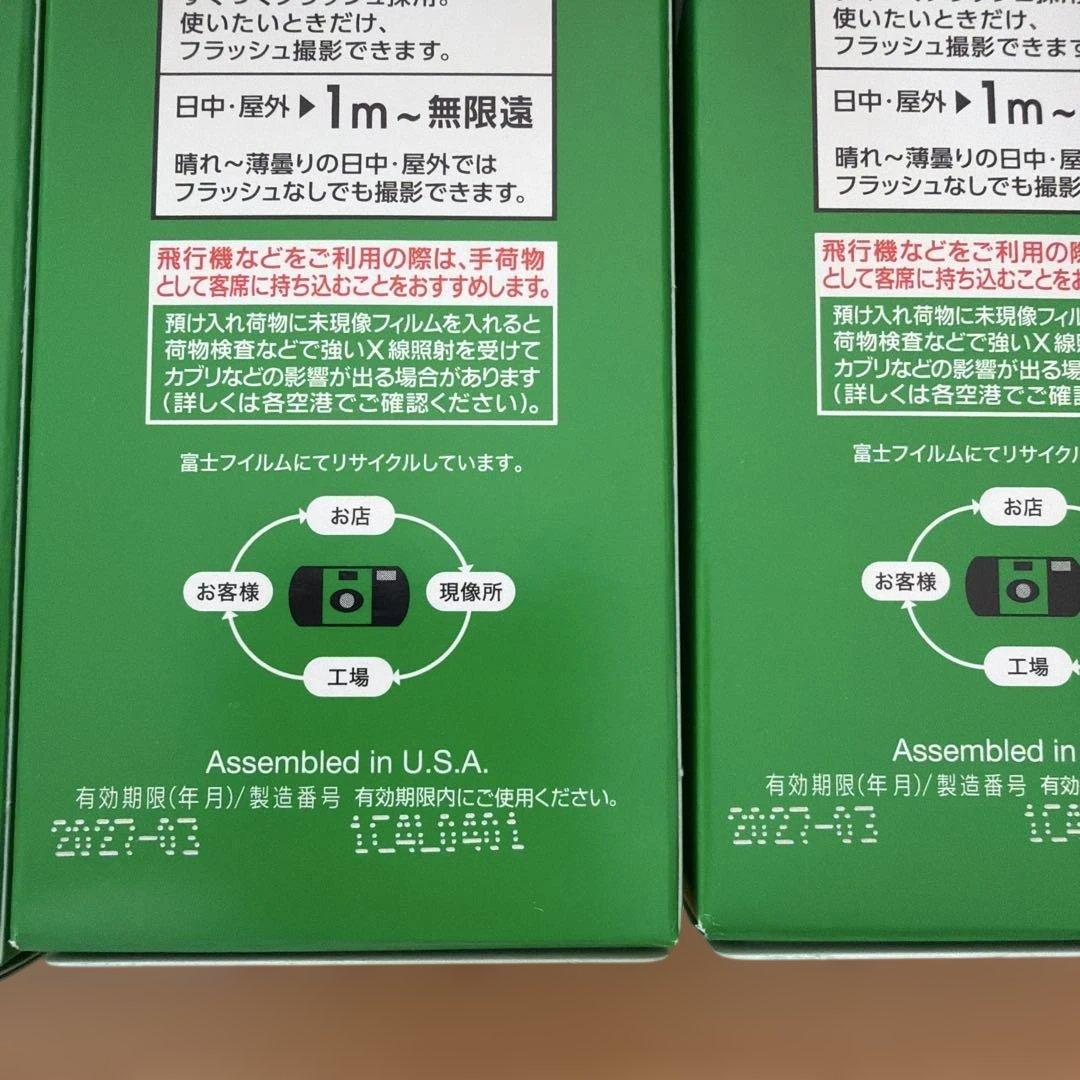 使いたいときだけ、
フラッシュ撮影できます。
日中・屋外▶1m～無限遠
晴れ～薄曇りの日中・屋外では
フラッシュなしでも撮影できます。
飛行機などをご利用の際は、手荷物
として客席に持ち込むことをおすすめします。
預け入れ荷物に未現像フィルムを入れると
荷物検査などで強いX線照射を受けて
カブリなどの影響が出る場合があります
（詳しくは各空港でご確認ください）。
富士フイルムにてリサイクルしています。
お店
お客様
現像所
工場
Assembled in U.S.A.
有効期限(年月)/製造番号 有効期限内にご使用ください。
2027-03 1CAL0A01
使いたいときだけ、
フラッシュ撮影できます
日中・屋外▶1m～
晴れ～薄曇りの日中・屋
フラッシュなしでも撮影
飛行機などをご利用の際
として客席に持ち込むことをお
預け入れ荷物に未現像フィル
荷物検査などで強いX線
カブリなどの影響が出る場
（詳しくは各空港でご確認
富士フイルムにてリサイクル
お店
お客様
工場
Assembled in
有効期限(年月)/製造番号 有効
2027-03 1CA